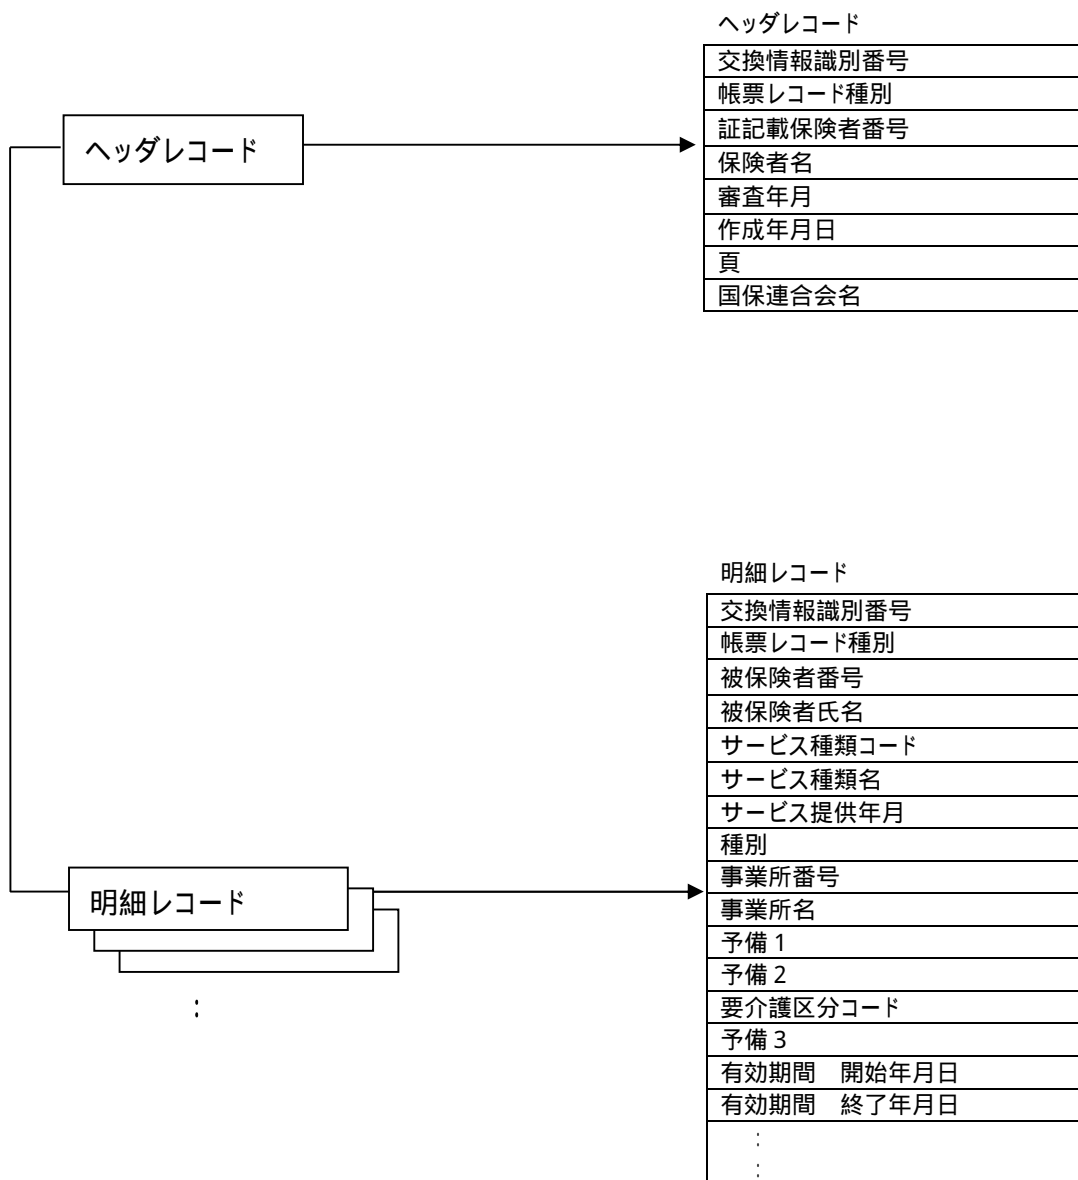 ヘッダレコード
ヘッダレコード
交換情報識別番号
帳票レコード種別
証記載保険者番号
保険者名
審査年月
作成年月日
頁
国保連合会名
明細レコード
明細レコード
交換情報識別番号
帳票レコード種別
被保険者番号
被保険者氏名
サービス種類コード
サービス種類名
サービス提供年月
種別
事業所番号
事業所名
予備 1
予備 2
要介護区分コード
予備 3
有効期間　開始年月日
有効期間　終了年月日
:
:
: